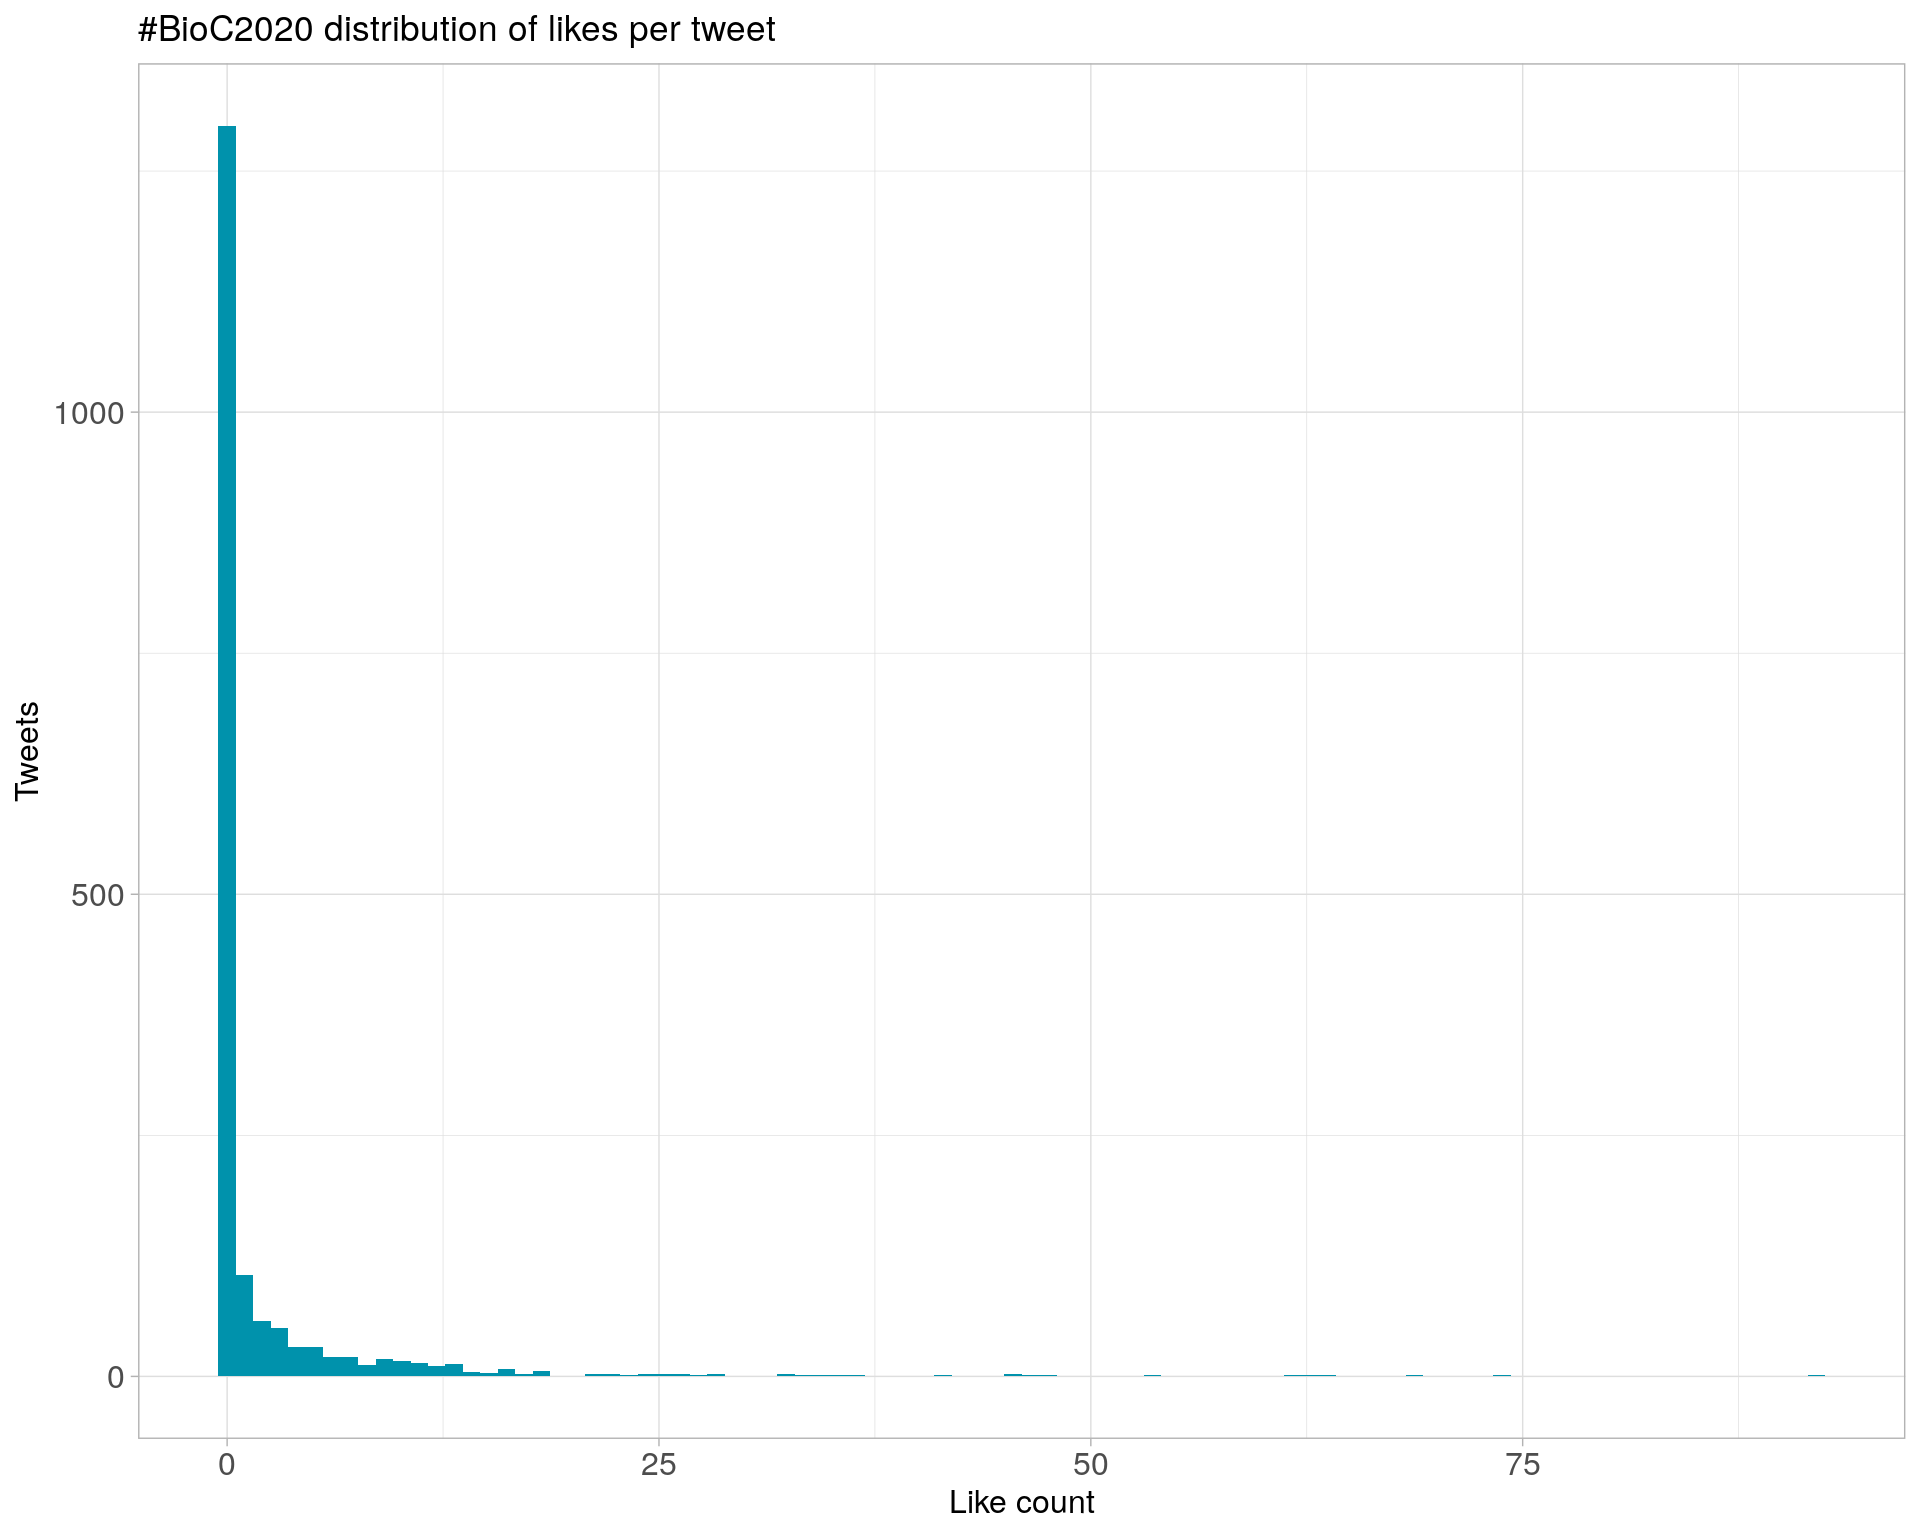 #BioC2020 distribution of likes per tweet
1000
500
0
Tweets
0 25 50 75
Like count